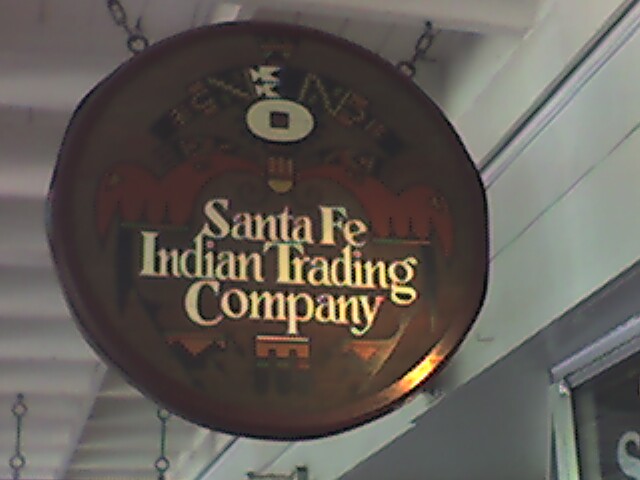 Santa Fe
Indian Trading
Company